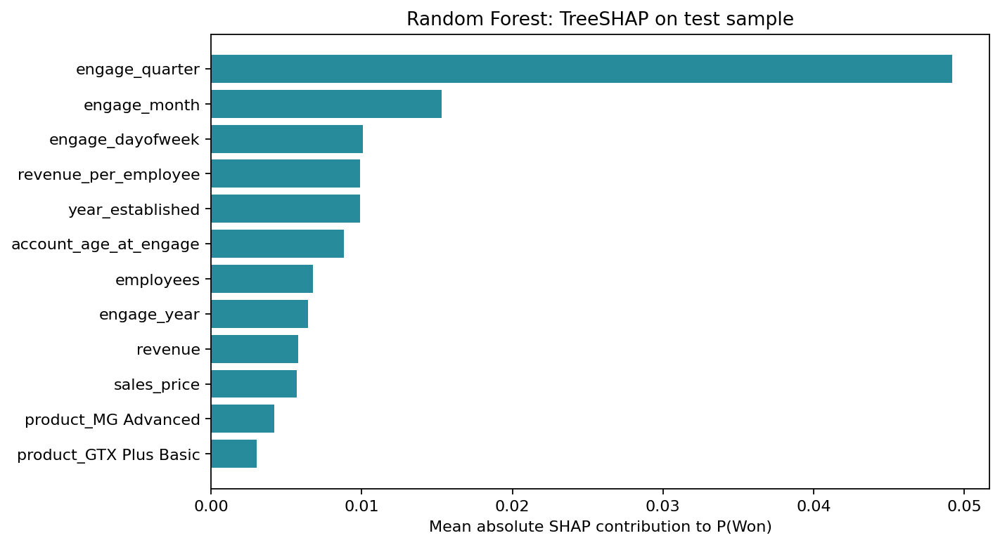 Random Forest: TreeSHAP on test sample
engage_quarter
engage_month
engage_dayofweek
revenue_per_employee
year_established
account_age_at_engage
employees
engage_year
revenue
sales_price
product_MG Advanced
product_GTX Plus Basic
0.00 0.01 0.02 0.03 0.04 0.05
Mean absolute SHAP contribution to P(Won)